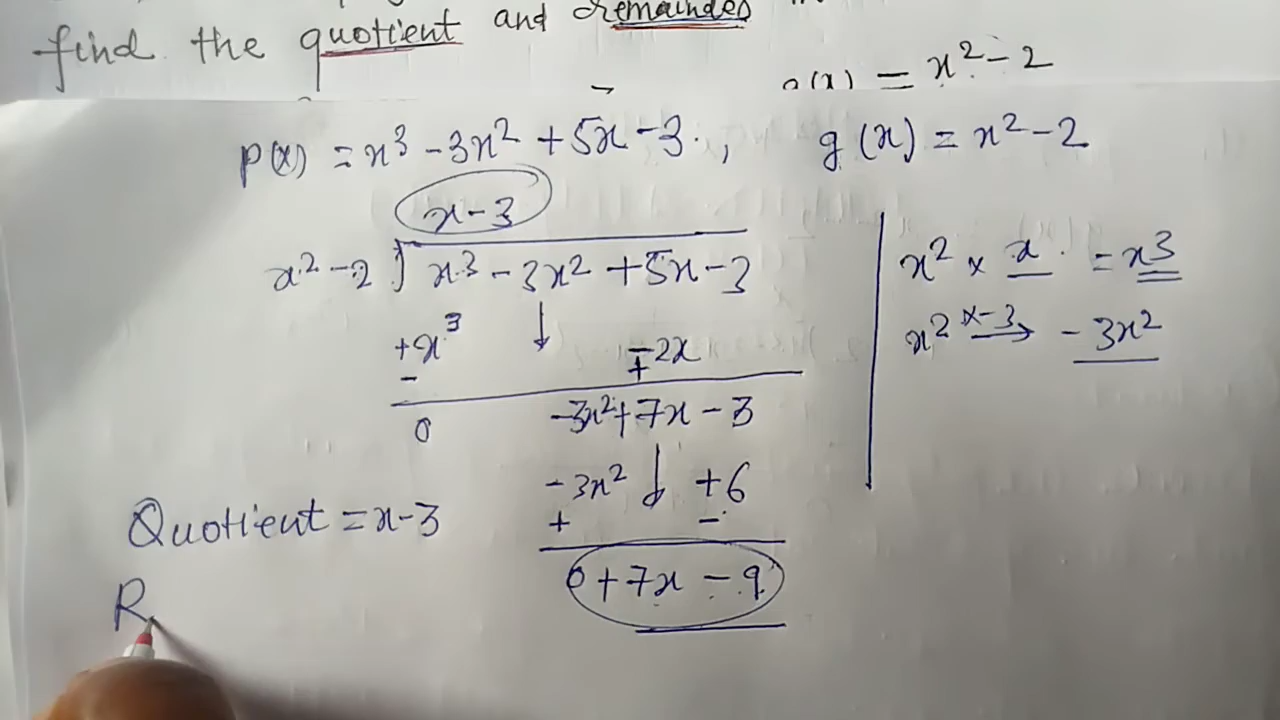 find the quotient and remainder
g(x) = x² - 2
p(x) = x³ - 3x² + 5x - 3 , g(x) = x² - 2
x - 3
x² - 2 ) x³ - 3x² + 5x - 3
+x³ -2x
- +
0 -3x² + 7x - 3
-3x² +6
+ -
0 + 7x - 9
x² × x = x³
x² ×-3 → -3x²
Quotient = x - 3
R